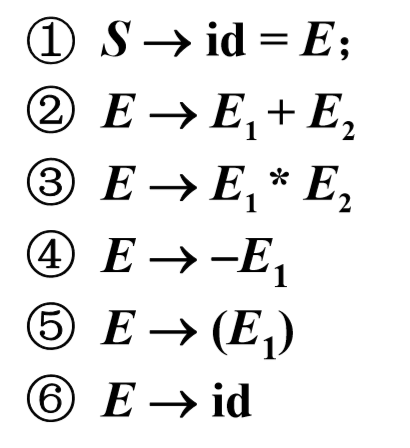 ① S → id = E;
② E → E₁ + E₂
③ E → E₁ * E₂
④ E → –E₁
⑤ E → (E₁)
⑥ E → id